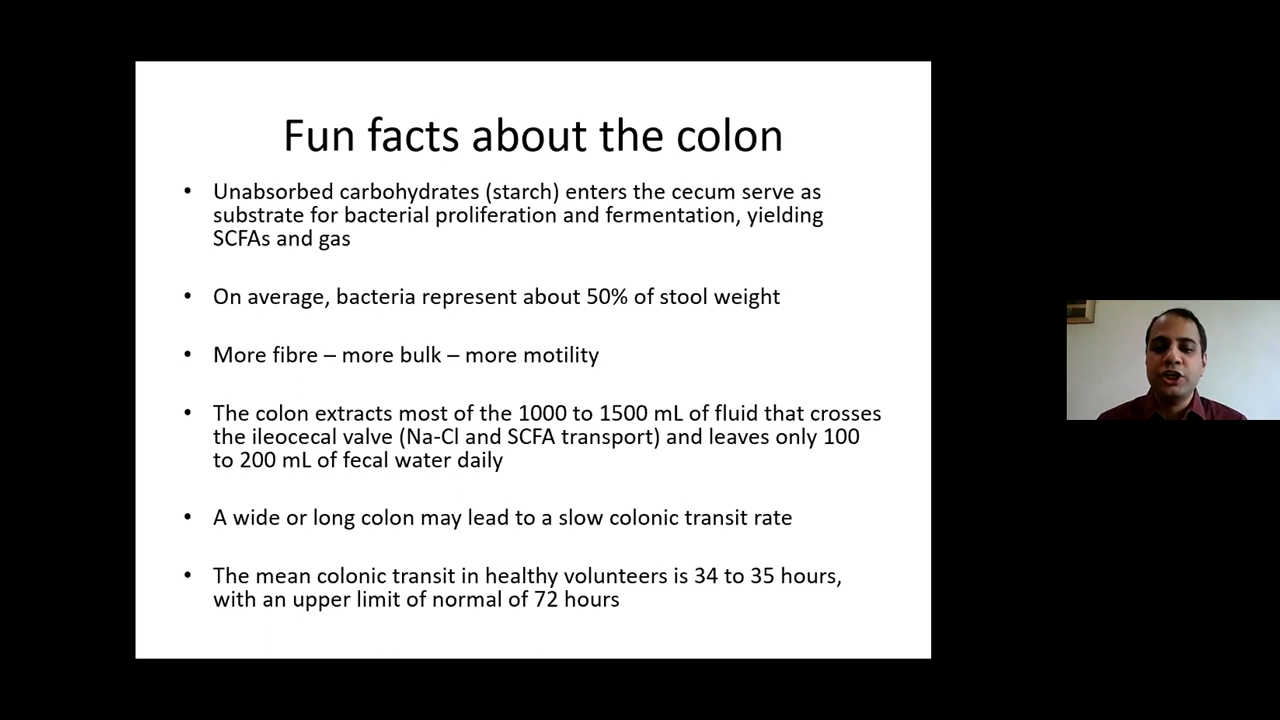 Fun facts about the colon
• Unabsorbed carbohydrates (starch) enters the cecum serve as
substrate for bacterial proliferation and fermentation, yielding
SCFAs and gas
• On average, bacteria represent about 50% of stool weight
• More fibre – more bulk – more motility
• The colon extracts most of the 1000 to 1500 mL of fluid that crosses
the ileocecal valve (Na-Cl and SCFA transport) and leaves only 100
to 200 mL of fecal water daily
• A wide or long colon may lead to a slow colonic transit rate
• The mean colonic transit in healthy volunteers is 34 to 35 hours,
with an upper limit of normal of 72 hours